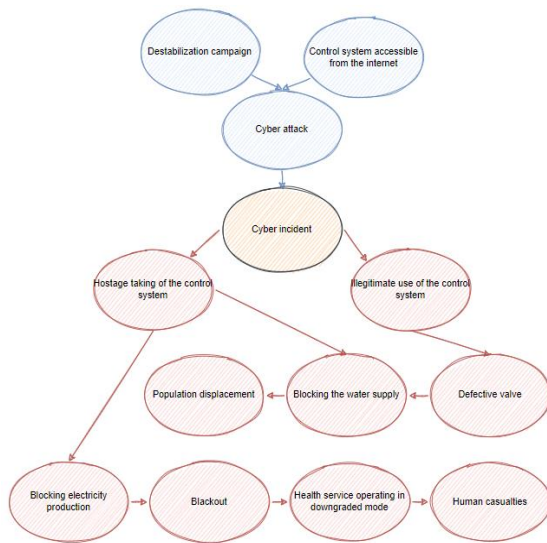 Destabilization campaign
Control system accessible
from the internet
Cyber attack
Cyber incident
Hostage taking of the control
system
Illegitimate use of the control
system
Population displacement
Blocking the water supply
Defective valve
Blocking electricity
production
Blackout
Health service operating in
downgraded mode
Human casualties